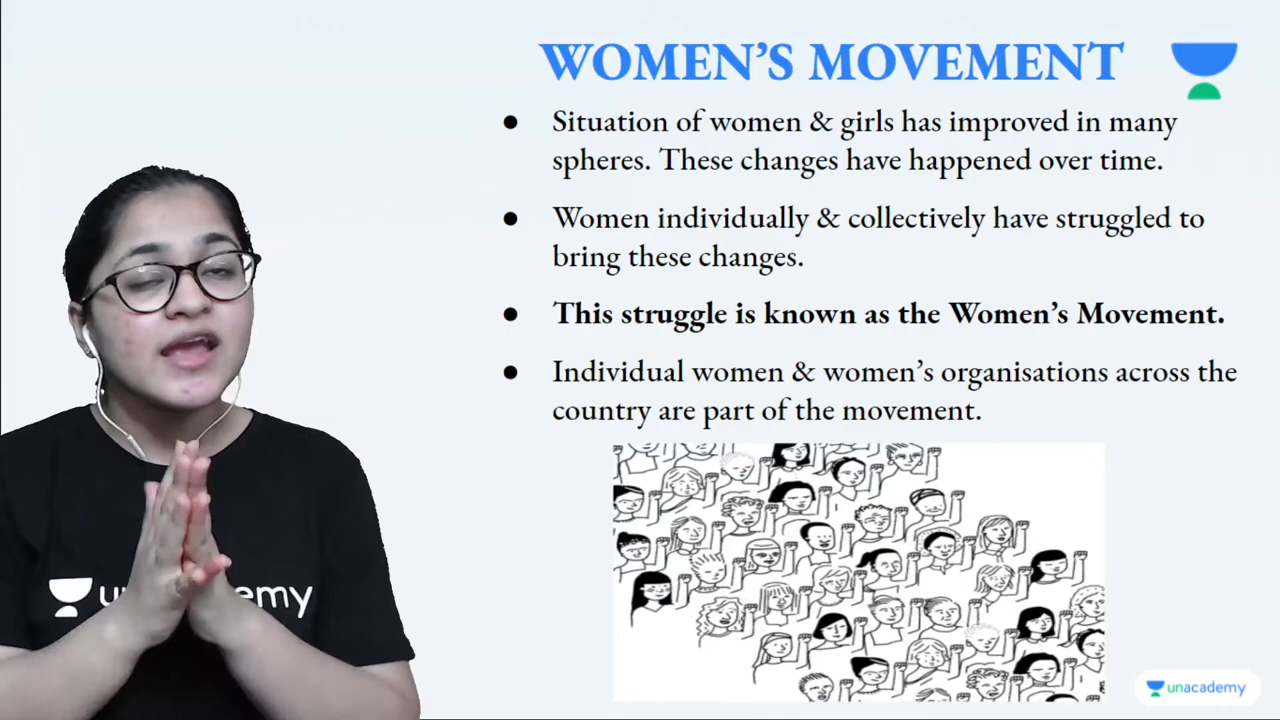 WOMEN'S MOVEMENT
● Situation of women & girls has improved in many
spheres. These changes have happened over time.
● Women individually & collectively have struggled to
bring these changes.
● This struggle is known as the Women's Movement.
● Individual women & women's organisations across the
country are part of the movement.
unacademy